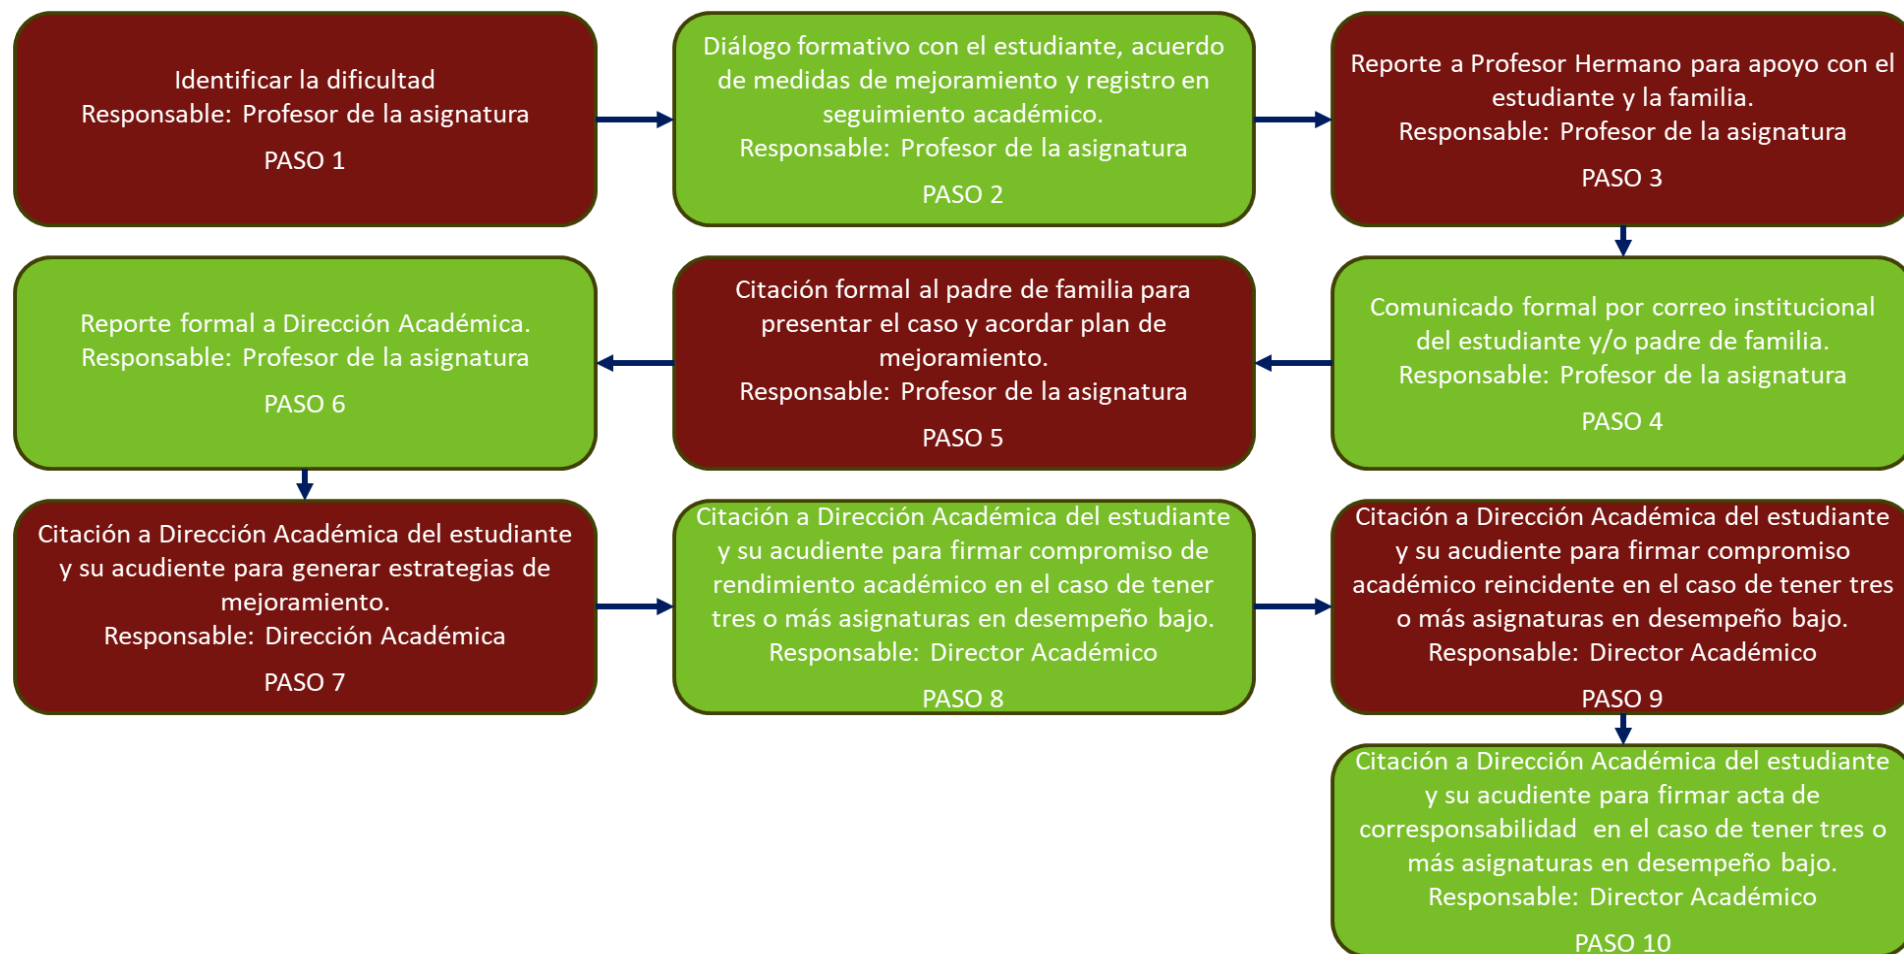 Identificar la dificultad
Responsable: Profesor de la asignatura
PASO 1
Diálogo formativo con el estudiante, acuerdo
de medidas de mejoramiento y registro en
seguimiento académico.
Responsable: Profesor de la asignatura
PASO 2
Reporte a Profesor Hermano para apoyo con el
estudiante y la familia.
Responsable: Profesor de la asignatura
PASO 3
Comunicado formal por correo institucional
del estudiante y/o padre de familia.
Responsable: Profesor de la asignatura
PASO 4
Citación formal al padre de familia para
presentar el caso y acordar plan de
mejoramiento.
Responsable: Profesor de la asignatura
PASO 5
Reporte formal a Dirección Académica.
Responsable: Profesor de la asignatura
PASO 6
Citación a Dirección Académica del estudiante
y su acudiente para generar estrategias de
mejoramiento.
Responsable: Dirección Académica
PASO 7
Citación a Dirección Académica del estudiante
y su acudiente para firmar compromiso de
rendimiento académico en el caso de tener
tres o más asignaturas en desempeño bajo.
Responsable: Director Académico
PASO 8
Citación a Dirección Académica del estudiante
y su acudiente para firmar compromiso
académico reincidente en el caso de tener tres
o más asignaturas en desempeño bajo.
Responsable: Director Académico
PASO 9
Citación a Dirección Académica del estudiante
y su acudiente para firmar acta de
corresponsabilidad  en el caso de tener tres o
más asignaturas en desempeño bajo.
Responsable: Director Académico
PASO 10